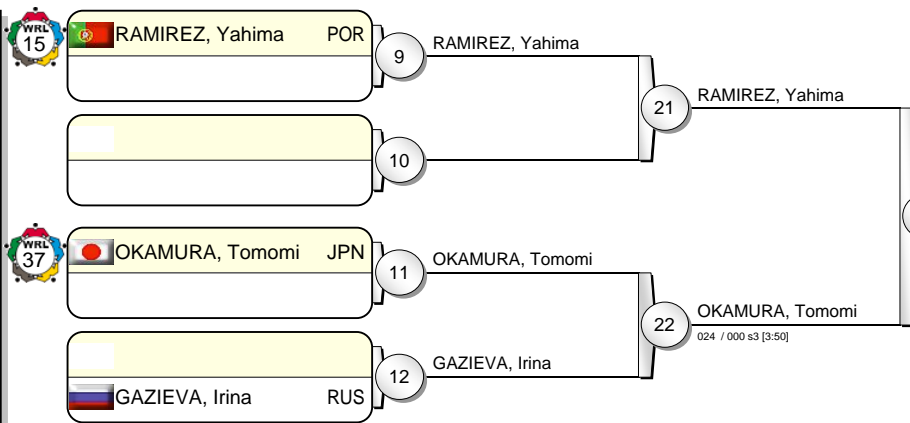 WRL
15
RAMIREZ, Yahima POR
9
RAMIREZ, Yahima
21
RAMIREZ, Yahima
10
WRL
37
OKAMURA, Tomomi JPN
11
OKAMURA, Tomomi
22
OKAMURA, Tomomi
024 / 000 s3 [3:50]
12
GAZIEVA, Irina
GAZIEVA, Irina RUS